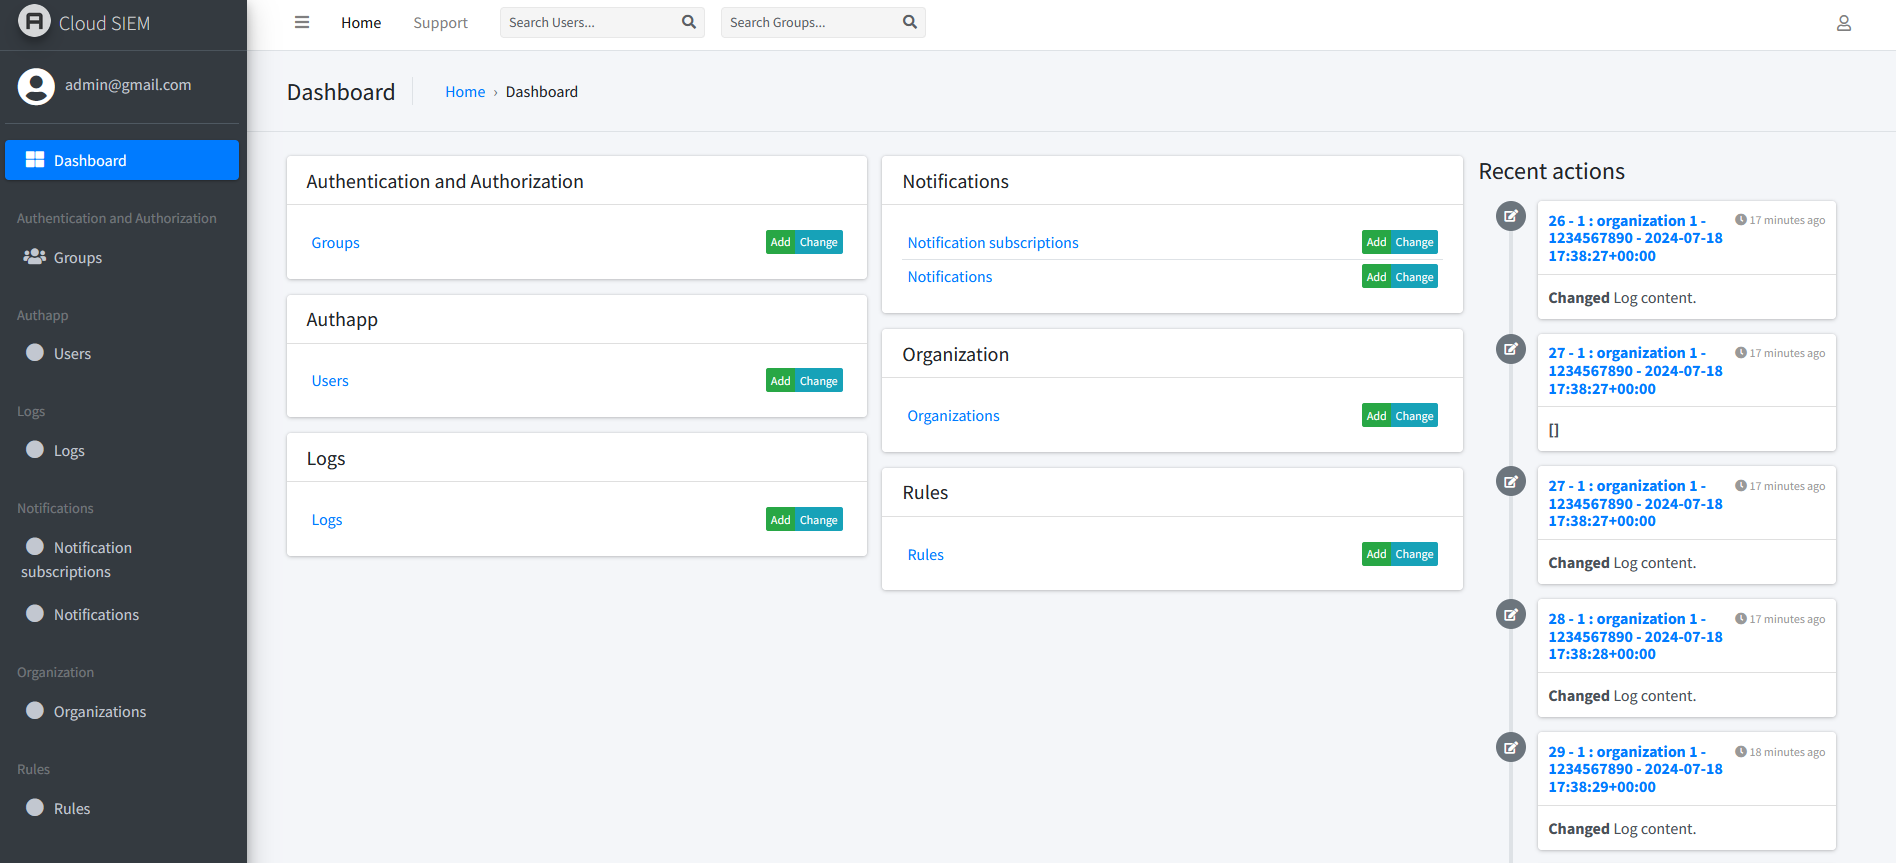 Cloud SIEM
admin@gmail.com
Dashboard
Authentication and Authorization
Groups
Authapp
Users
Logs
Logs
Notifications
Notification
subscriptions
Notifications
Organization
Organizations
Rules
Rules
Home
Support
Search Users...
Search Groups...
Dashboard
Home › Dashboard
Authentication and Authorization
Groups
Add Change
Authapp
Users
Add Change
Logs
Logs
Add Change
Notifications
Notification subscriptions
Add Change
Notifications
Add Change
Organization
Organizations
Add Change
Rules
Rules
Add Change
Recent actions
26 - 1 : organization 1 -
1234567890 - 2024-07-18
17:38:27+00:00
17 minutes ago
Changed Log content.
27 - 1 : organization 1 -
1234567890 - 2024-07-18
17:38:27+00:00
17 minutes ago
[]
27 - 1 : organization 1 -
1234567890 - 2024-07-18
17:38:27+00:00
17 minutes ago
Changed Log content.
28 - 1 : organization 1 -
1234567890 - 2024-07-18
17:38:28+00:00
17 minutes ago
Changed Log content.
29 - 1 : organization 1 -
1234567890 - 2024-07-18
17:38:29+00:00
18 minutes ago
Changed Log content.